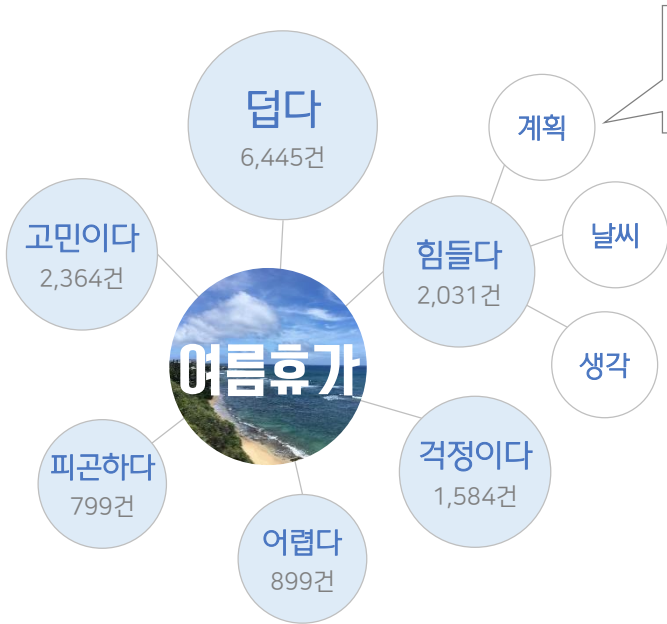 덥다
6,445건
계획
고민이다
2,364건
힘들다
2,031건
날씨
여름휴가
생각
피곤하다
799건
걱정이다
1,584건
어렵다
899건